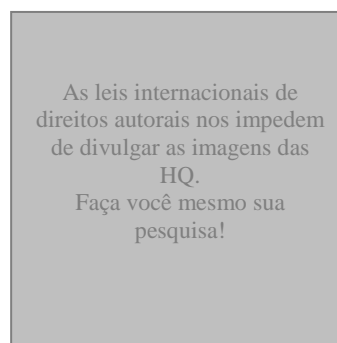 As leis internacionais de
direitos autorais nos impedem
de divulgar as imagens das
HQ.
Faça você mesmo sua
pesquisa!